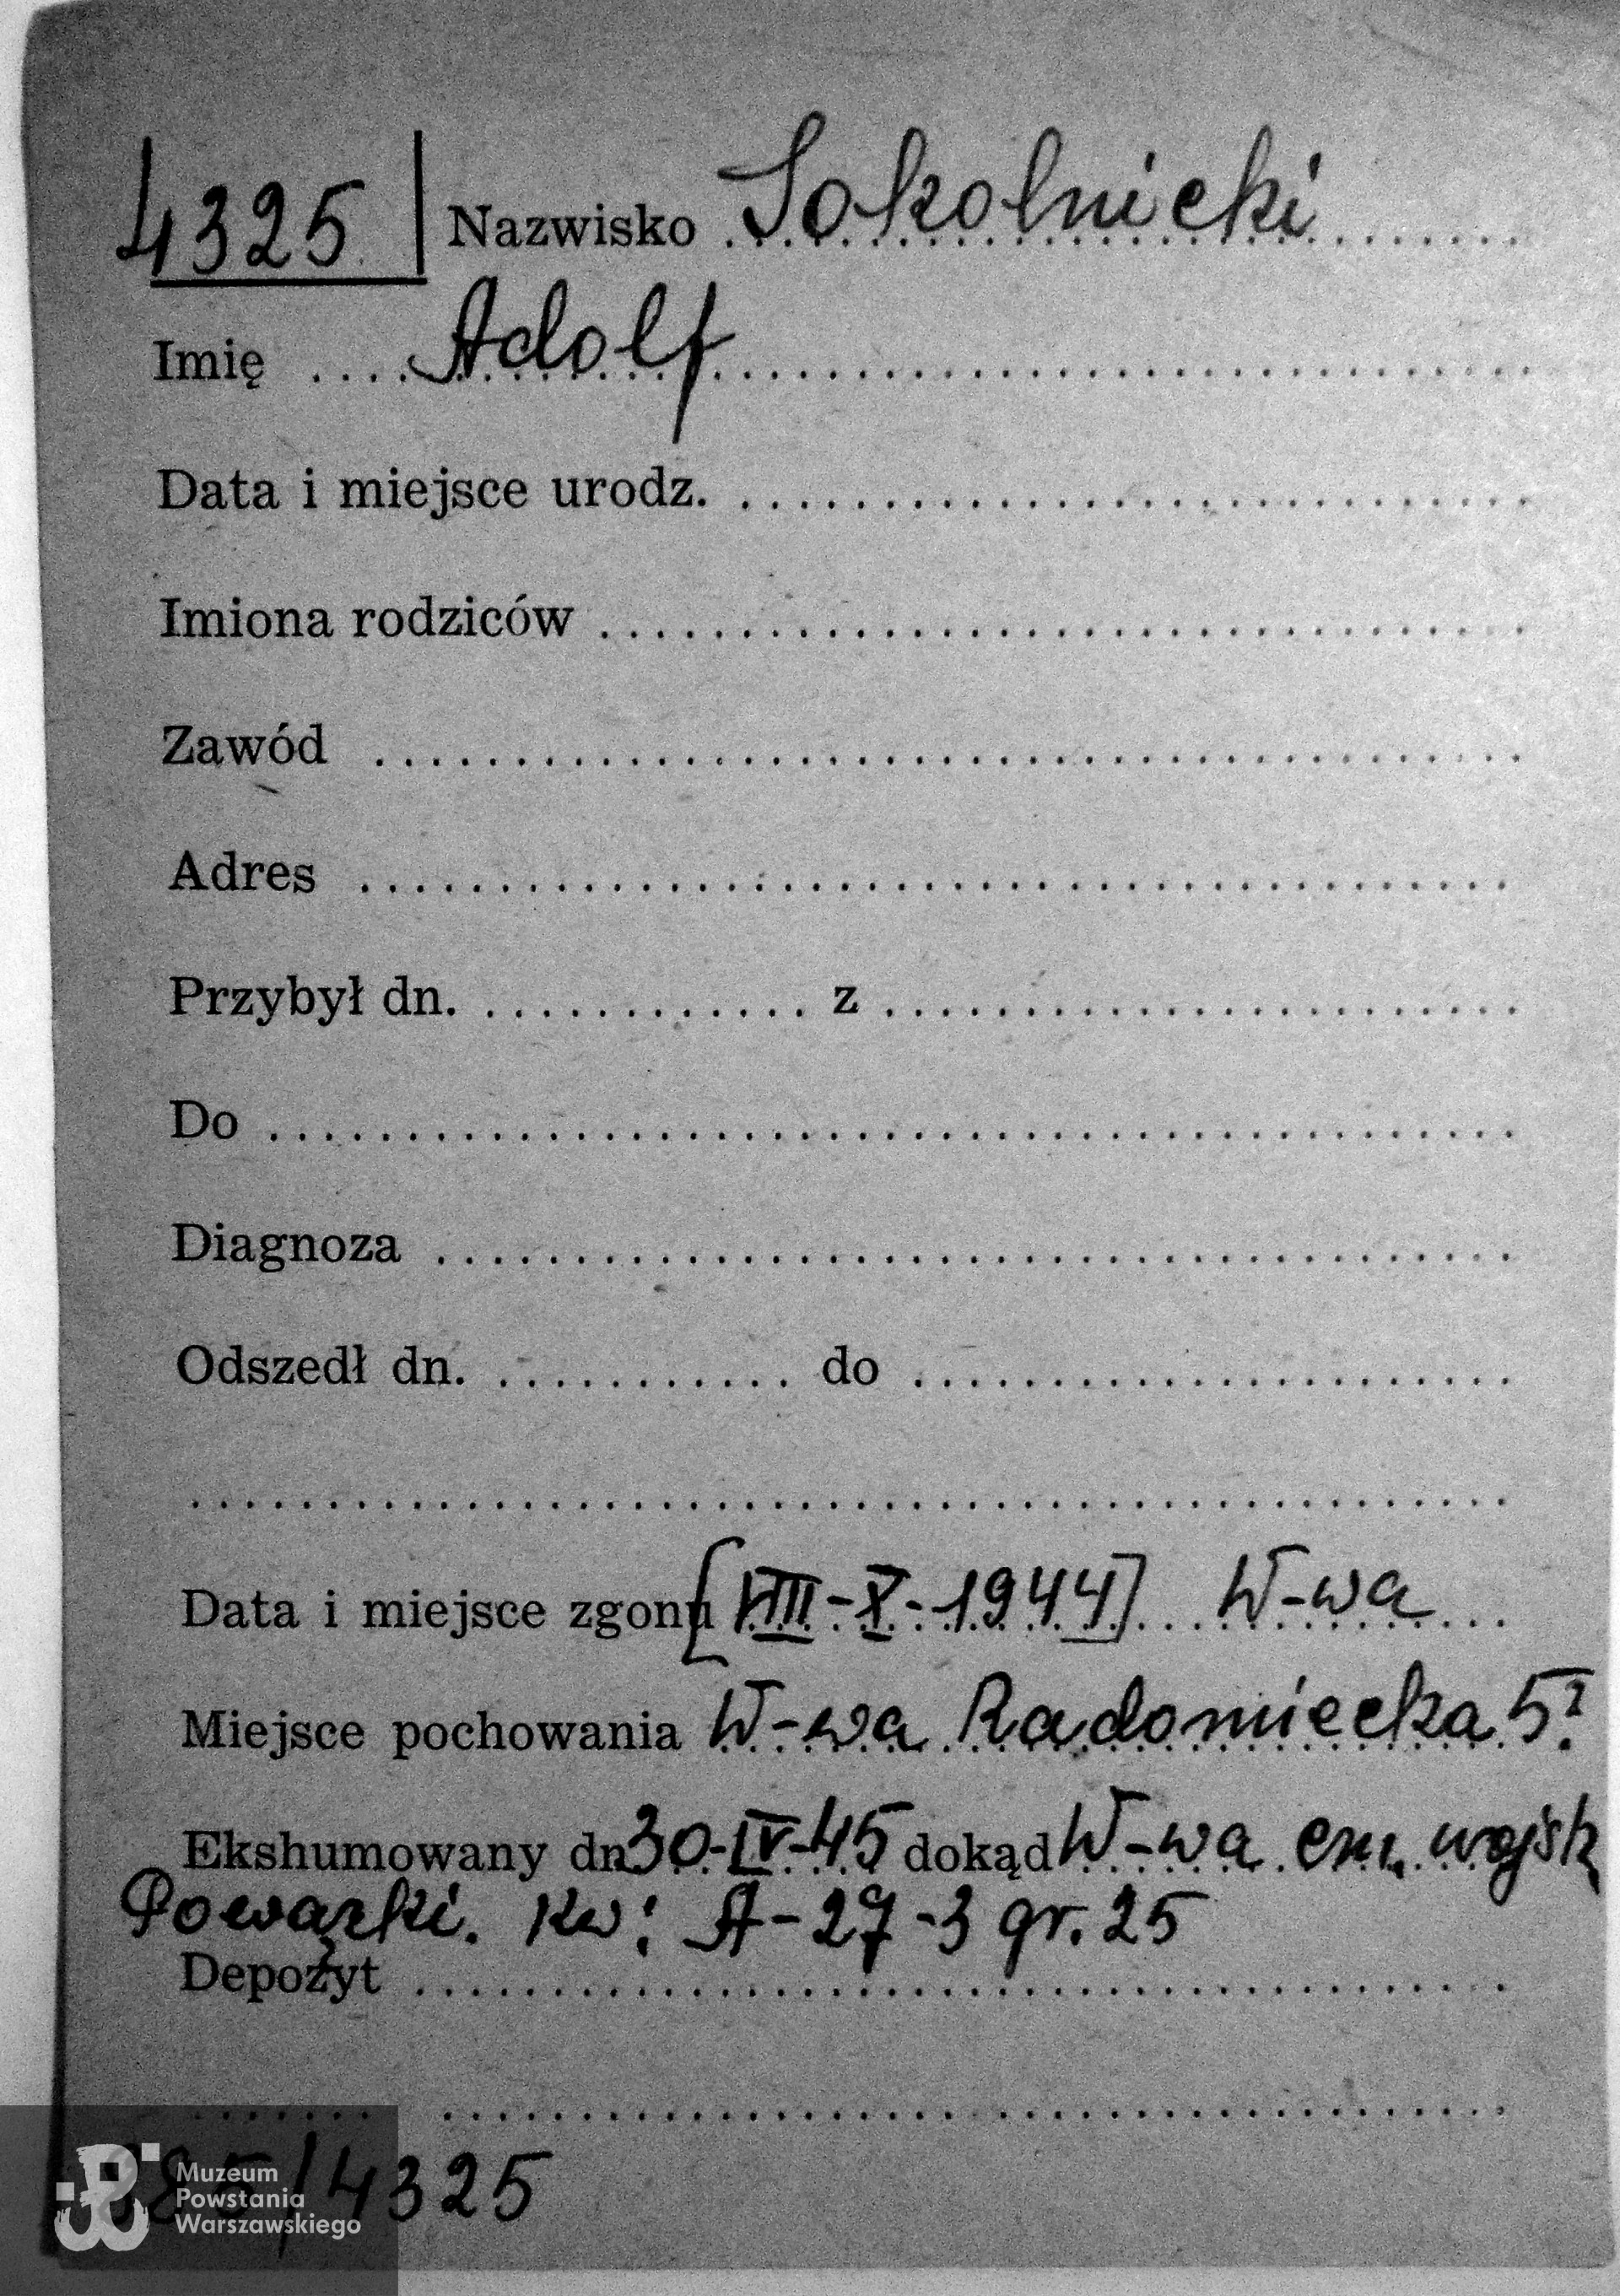 4325 Nazwisko Sokolnicki
Imię .... Adolf
Data i miejsce urodz.
Imiona rodziców
Zawód
Adres
Przybył dn. ............ z
Do
Diagnoza
Odszedł dn. ........... do
Data i miejsce zgonu [VIII-X-1944] W-wa
Miejsce pochowania W-wa Radomiecka 5?
Ekshumowany dn 30-IV-45 dokąd W-wa cm. wojsk
Powązki. Kw: A-27-3 gr. 25
Depozyt
/4325
Muzeum
Powstania
Warszawskiego